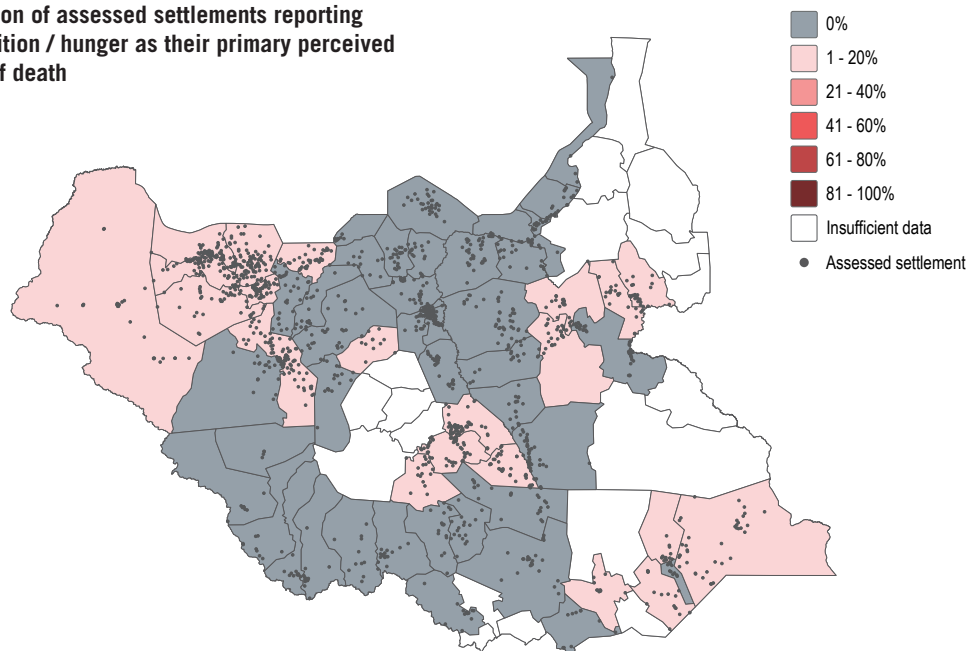 on of assessed settlements reporting
ition / hunger as their primary perceived
f death
0%
1 - 20%
21 - 40%
41 - 60%
61 - 80%
81 - 100%
Insufficient data
Assessed settlement